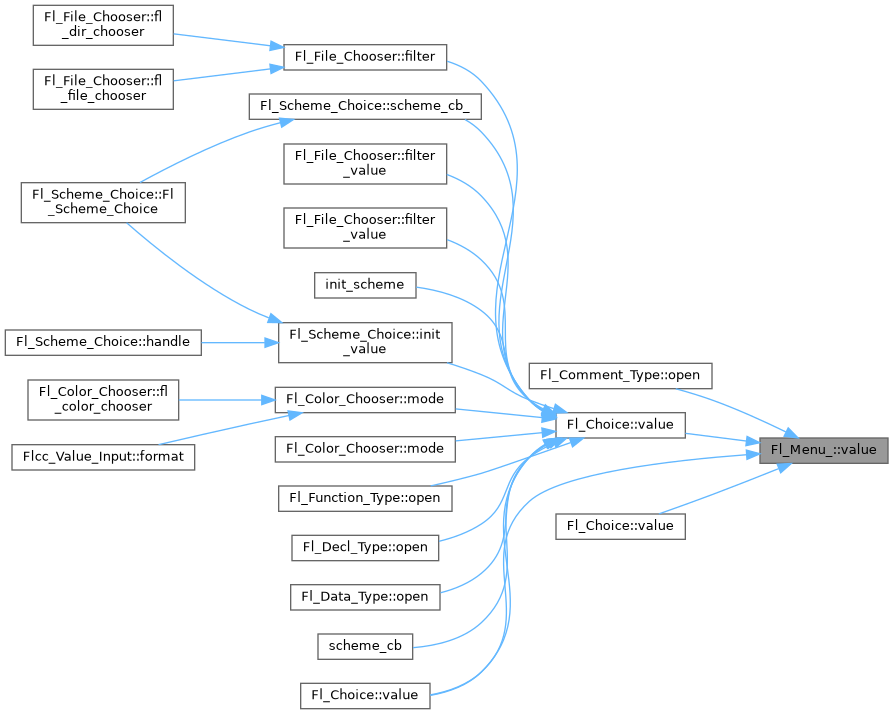 Fl_File_Chooser::fl
_dir_chooser
Fl_File_Chooser::fl
_file_chooser
Fl_Scheme_Choice::Fl
_Scheme_Choice
Fl_Scheme_Choice::handle
Fl_Color_Chooser::fl
_color_chooser
Flcc_Value_Input::format
Fl_File_Chooser::filter
Fl_Scheme_Choice::scheme_cb_
Fl_File_Chooser::filter
_value
Fl_File_Chooser::filter
_value
init_scheme
Fl_Scheme_Choice::init
_value
Fl_Color_Chooser::mode
Fl_Color_Chooser::mode
Fl_Function_Type::open
Fl_Decl_Type::open
Fl_Data_Type::open
scheme_cb
Fl_Choice::value
Fl_Comment_Type::open
Fl_Choice::value
Fl_Choice::value
Fl_Menu_::value